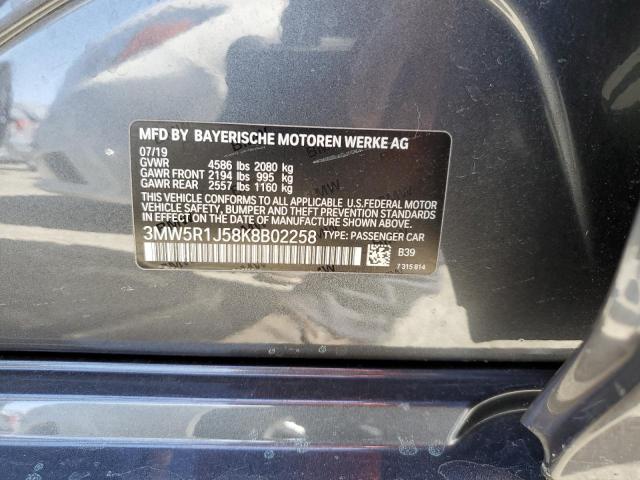 MFD BY BAYERISCHE MOTOREN WERKE AG
07/19
GVWR 4586 lbs 2080 kg
GAWR FRONT 2194 lbs 995 kg
GAWR REAR 2557 lbs 1160 kg
THIS VEHICLE CONFORMS TO ALL APPLICABLE U.S.FEDERAL MOTOR
VEHICLE SAFETY, BUMPER AND THEFT PREVENTION STANDARDS
IN EFFECT ON THE DATE OF MANUFACTURE SHOWN ABOVE.
3MW5R1J58K8B02258 TYPE: PASSENGER CAR
B39
7 315 814